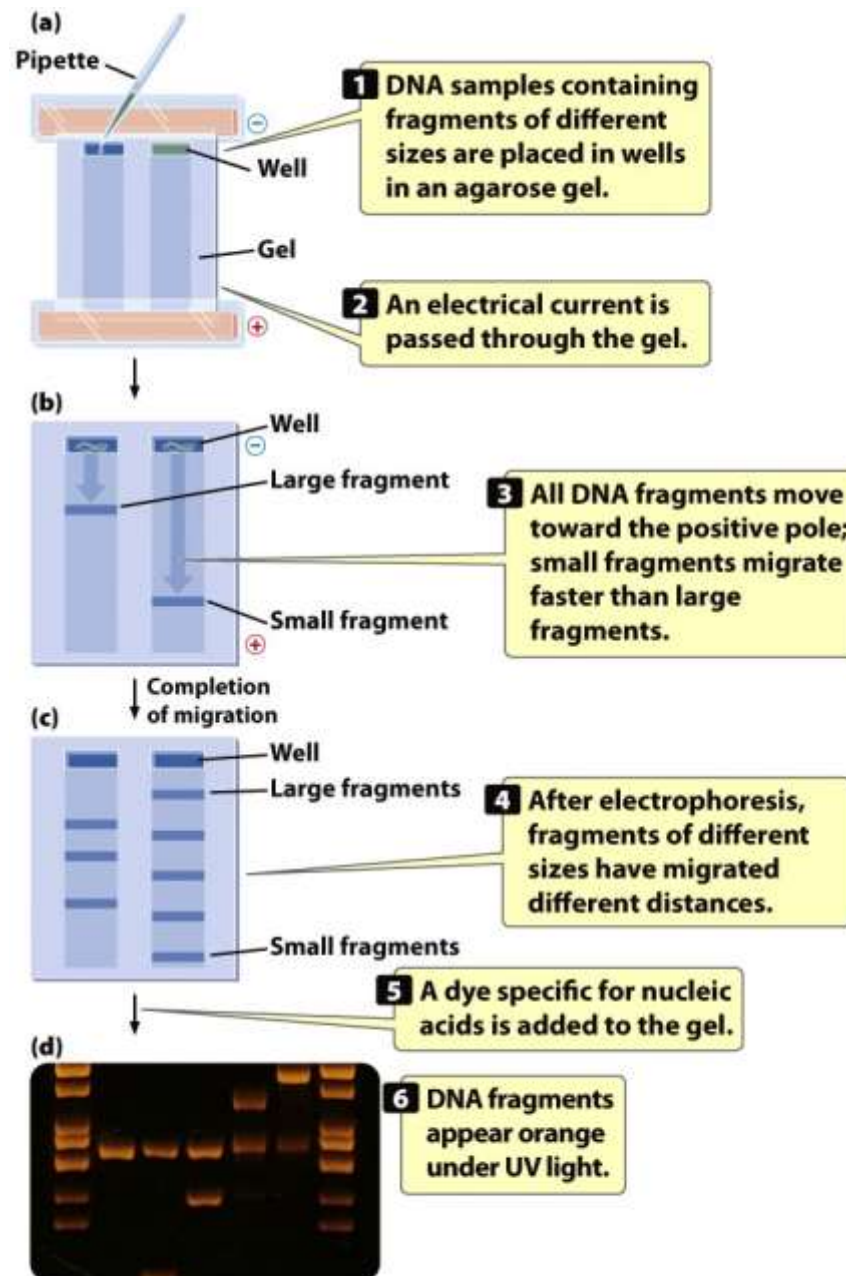 (a)
Pipette
1 DNA samples containing
fragments of different
sizes are placed in wells
in an agarose gel.
−
Well
Gel
2 An electrical current is
passed through the gel.
+
(b)
Well
−
Large fragment
3 All DNA fragments move
toward the positive pole;
small fragments migrate
faster than large
fragments.
Small fragment
+
Completion
of migration
(c)
Well
Large fragments
4 After electrophoresis,
fragments of different
sizes have migrated
different distances.
Small fragments
5 A dye specific for nucleic
acids is added to the gel.
(d)
6 DNA fragments
appear orange
under UV light.